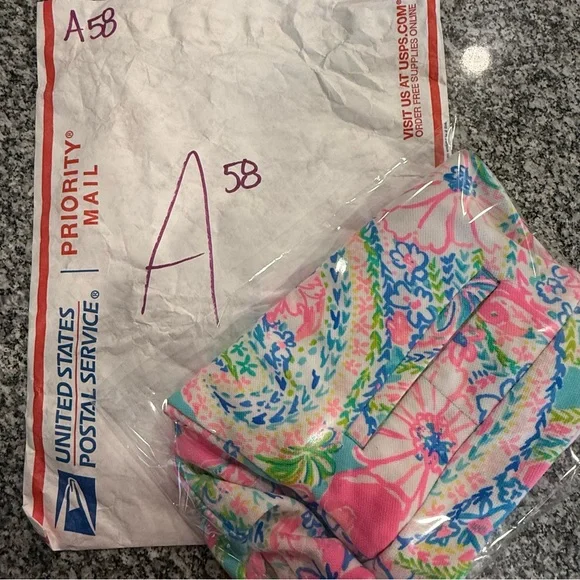 A58
A 58
PRIORITY®
MAIL
UNITED STATES
POSTAL SERVICE®
VISIT US AT USPS.COM®
ORDER FREE SUPPLIES ONLINE